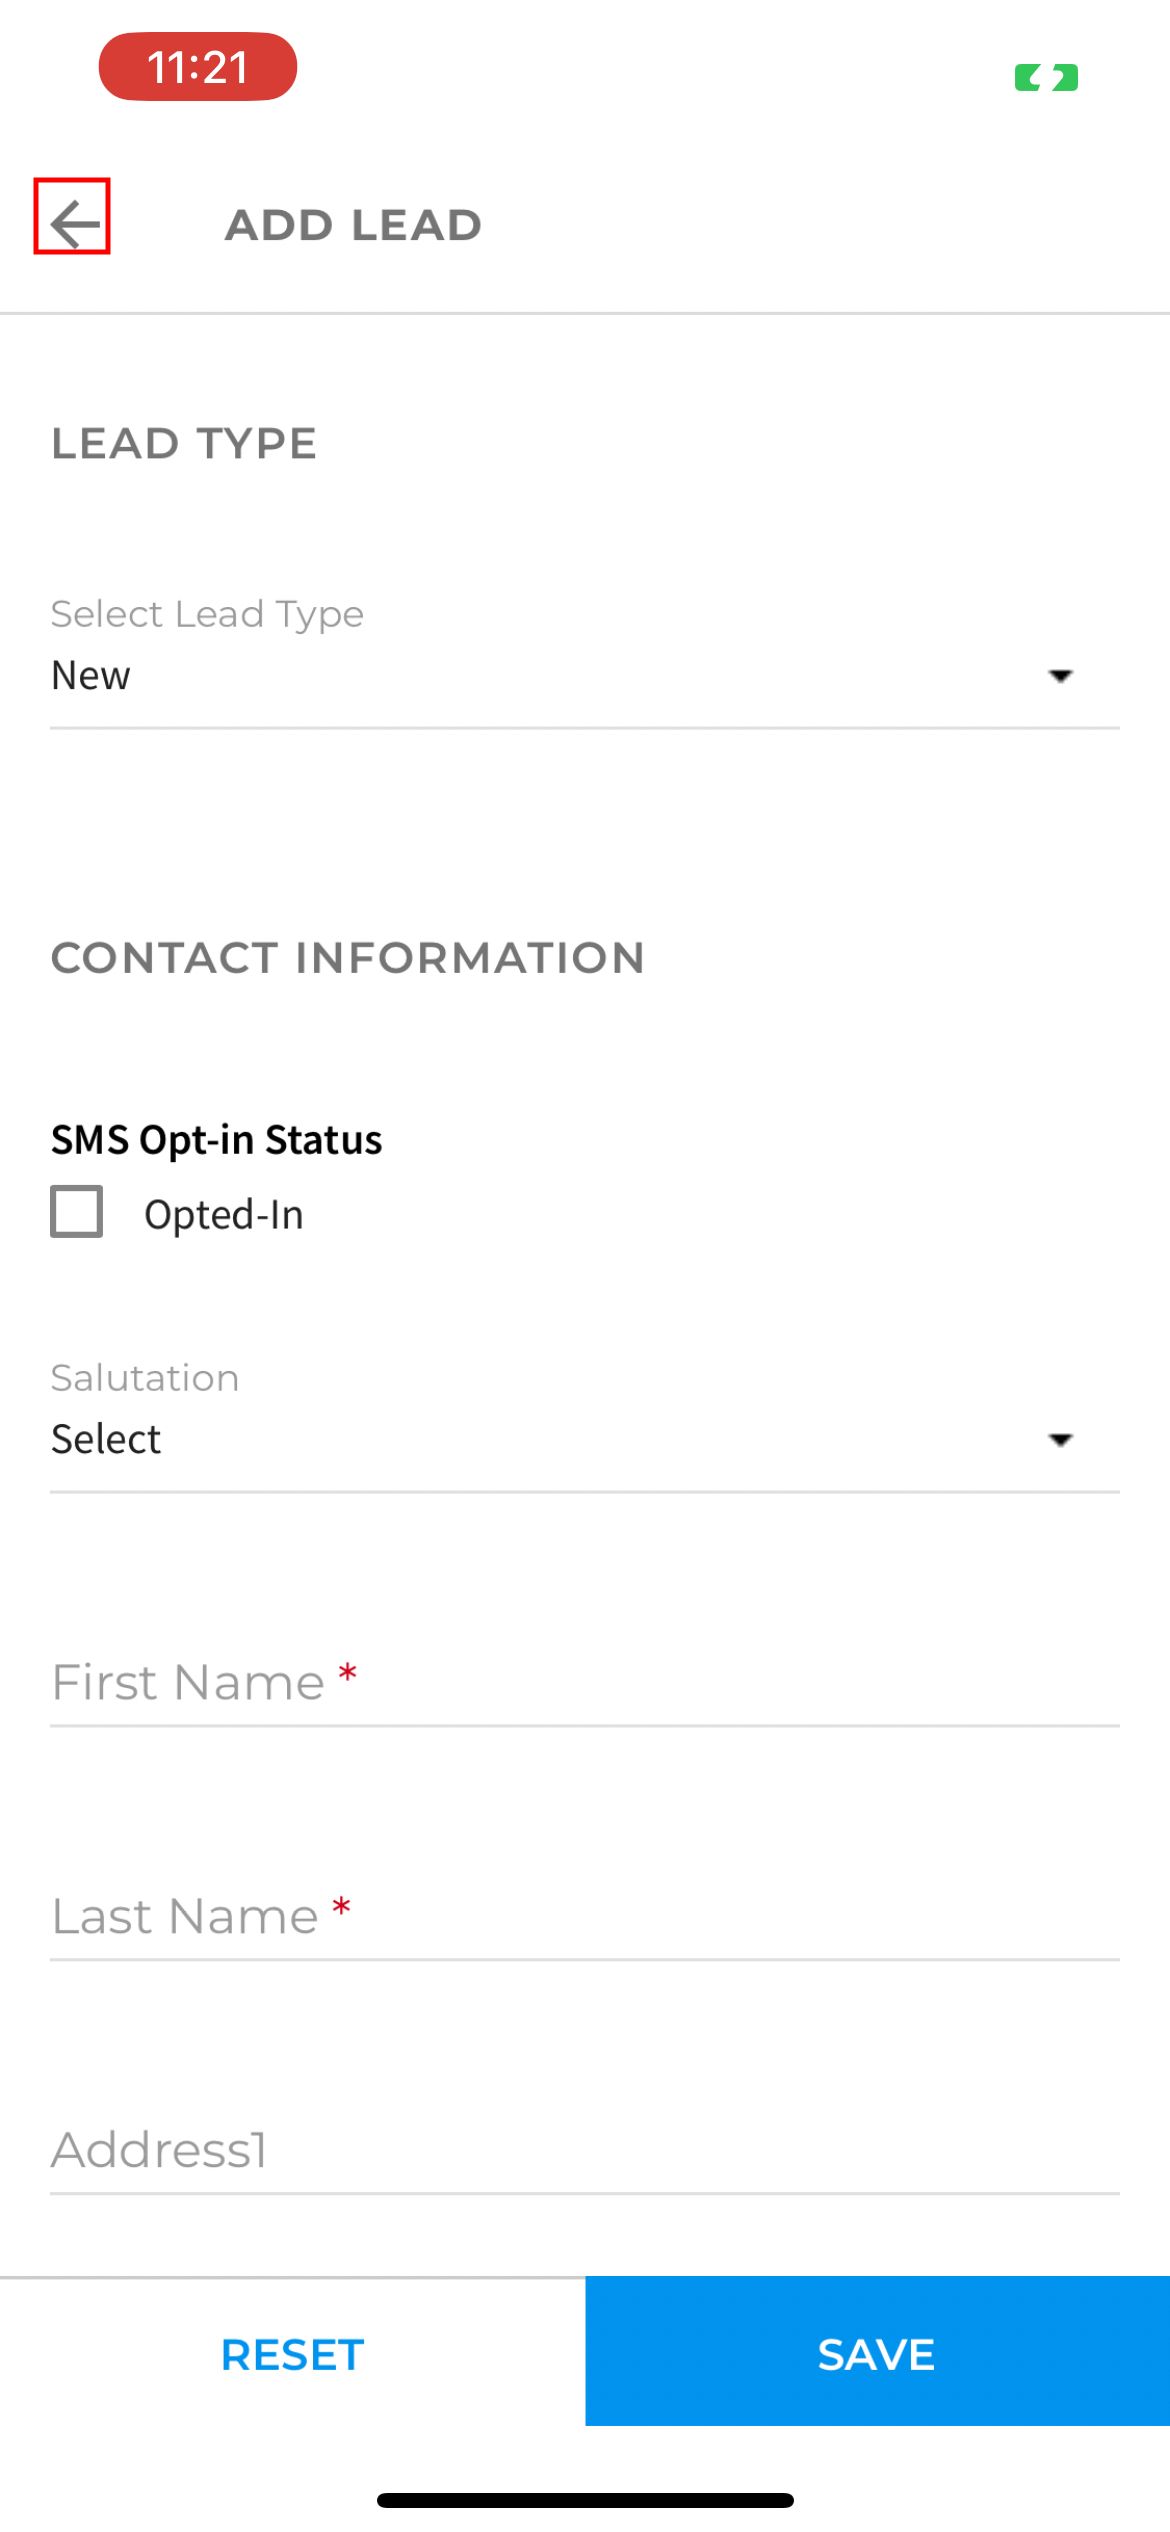 11:21
ADD LEAD
LEAD TYPE
Select Lead Type
New
CONTACT INFORMATION
SMS Opt-in Status
Opted-In
Salutation
Select
First Name *
Last Name *
Address1
RESET
SAVE